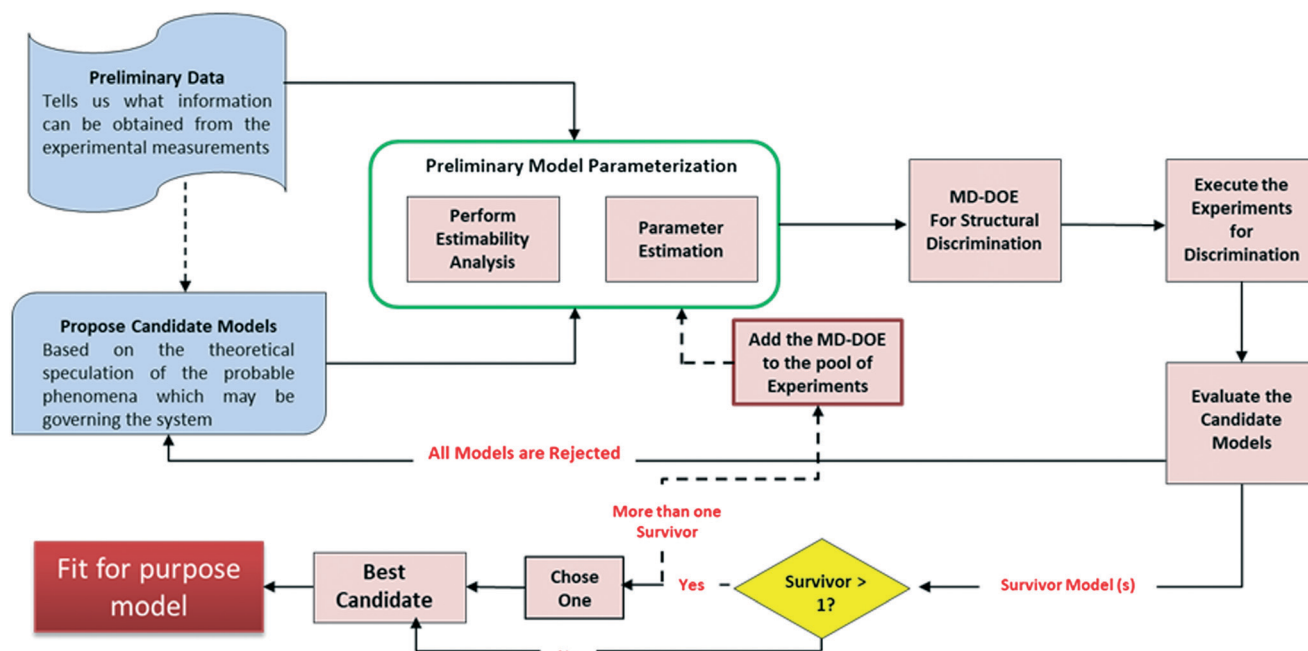 Preliminary Data
Tells us what information
can be obtained from the
experimental measurements
Preliminary Model Parameterization
Perform
Estimability
Analysis
Parameter
Estimation
MD-DOE
For Structural
Discrimination
Execute the
Experiments
for
Discrimination
Propose Candidate Models
Based on the theoretical
speculation of the probable
phenomena which may be
governing the system
Add the MD-DOE
to the pool of
Experiments
Evaluate the
Candidate
Models
All Models are Rejected
More than one
Survivor
Fit for purpose
model
Best
Candidate
Chose
One
Yes
Survivor >
1?
Survivor Model (s)